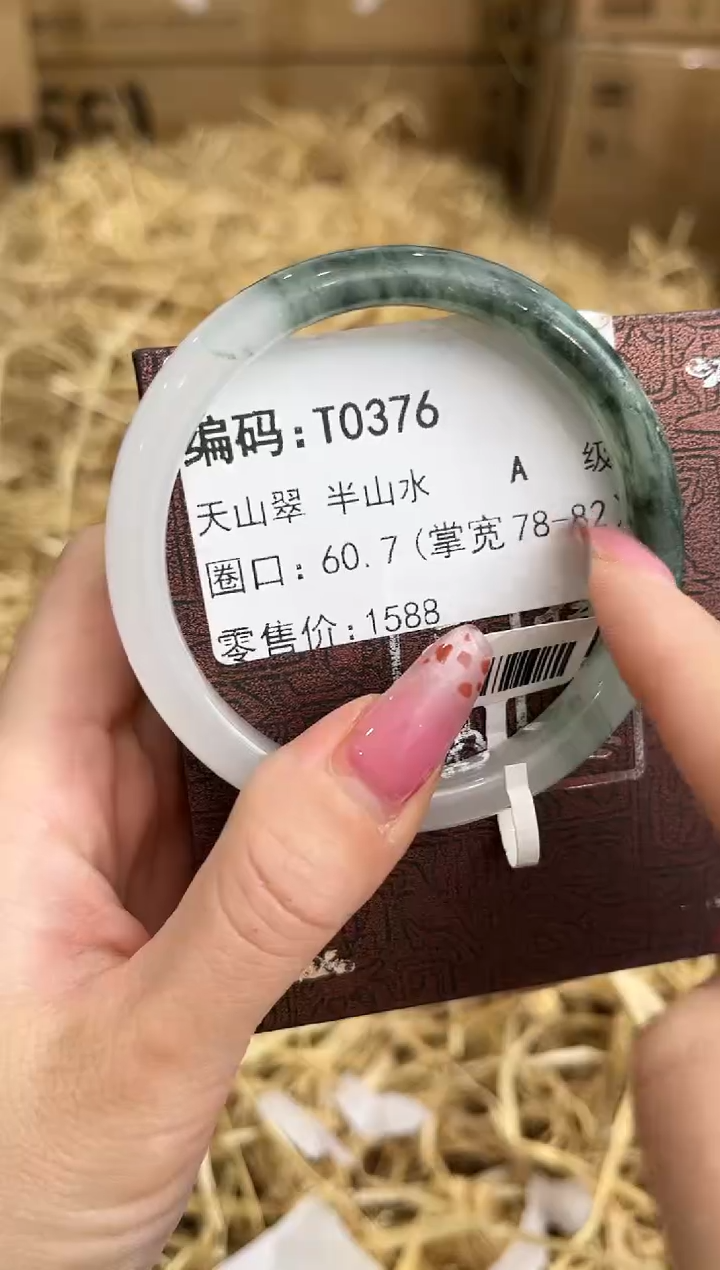 编码:T0376
天山翠 半山水 A 级
圈口: 60.7(掌宽78-82)
零售价:1588